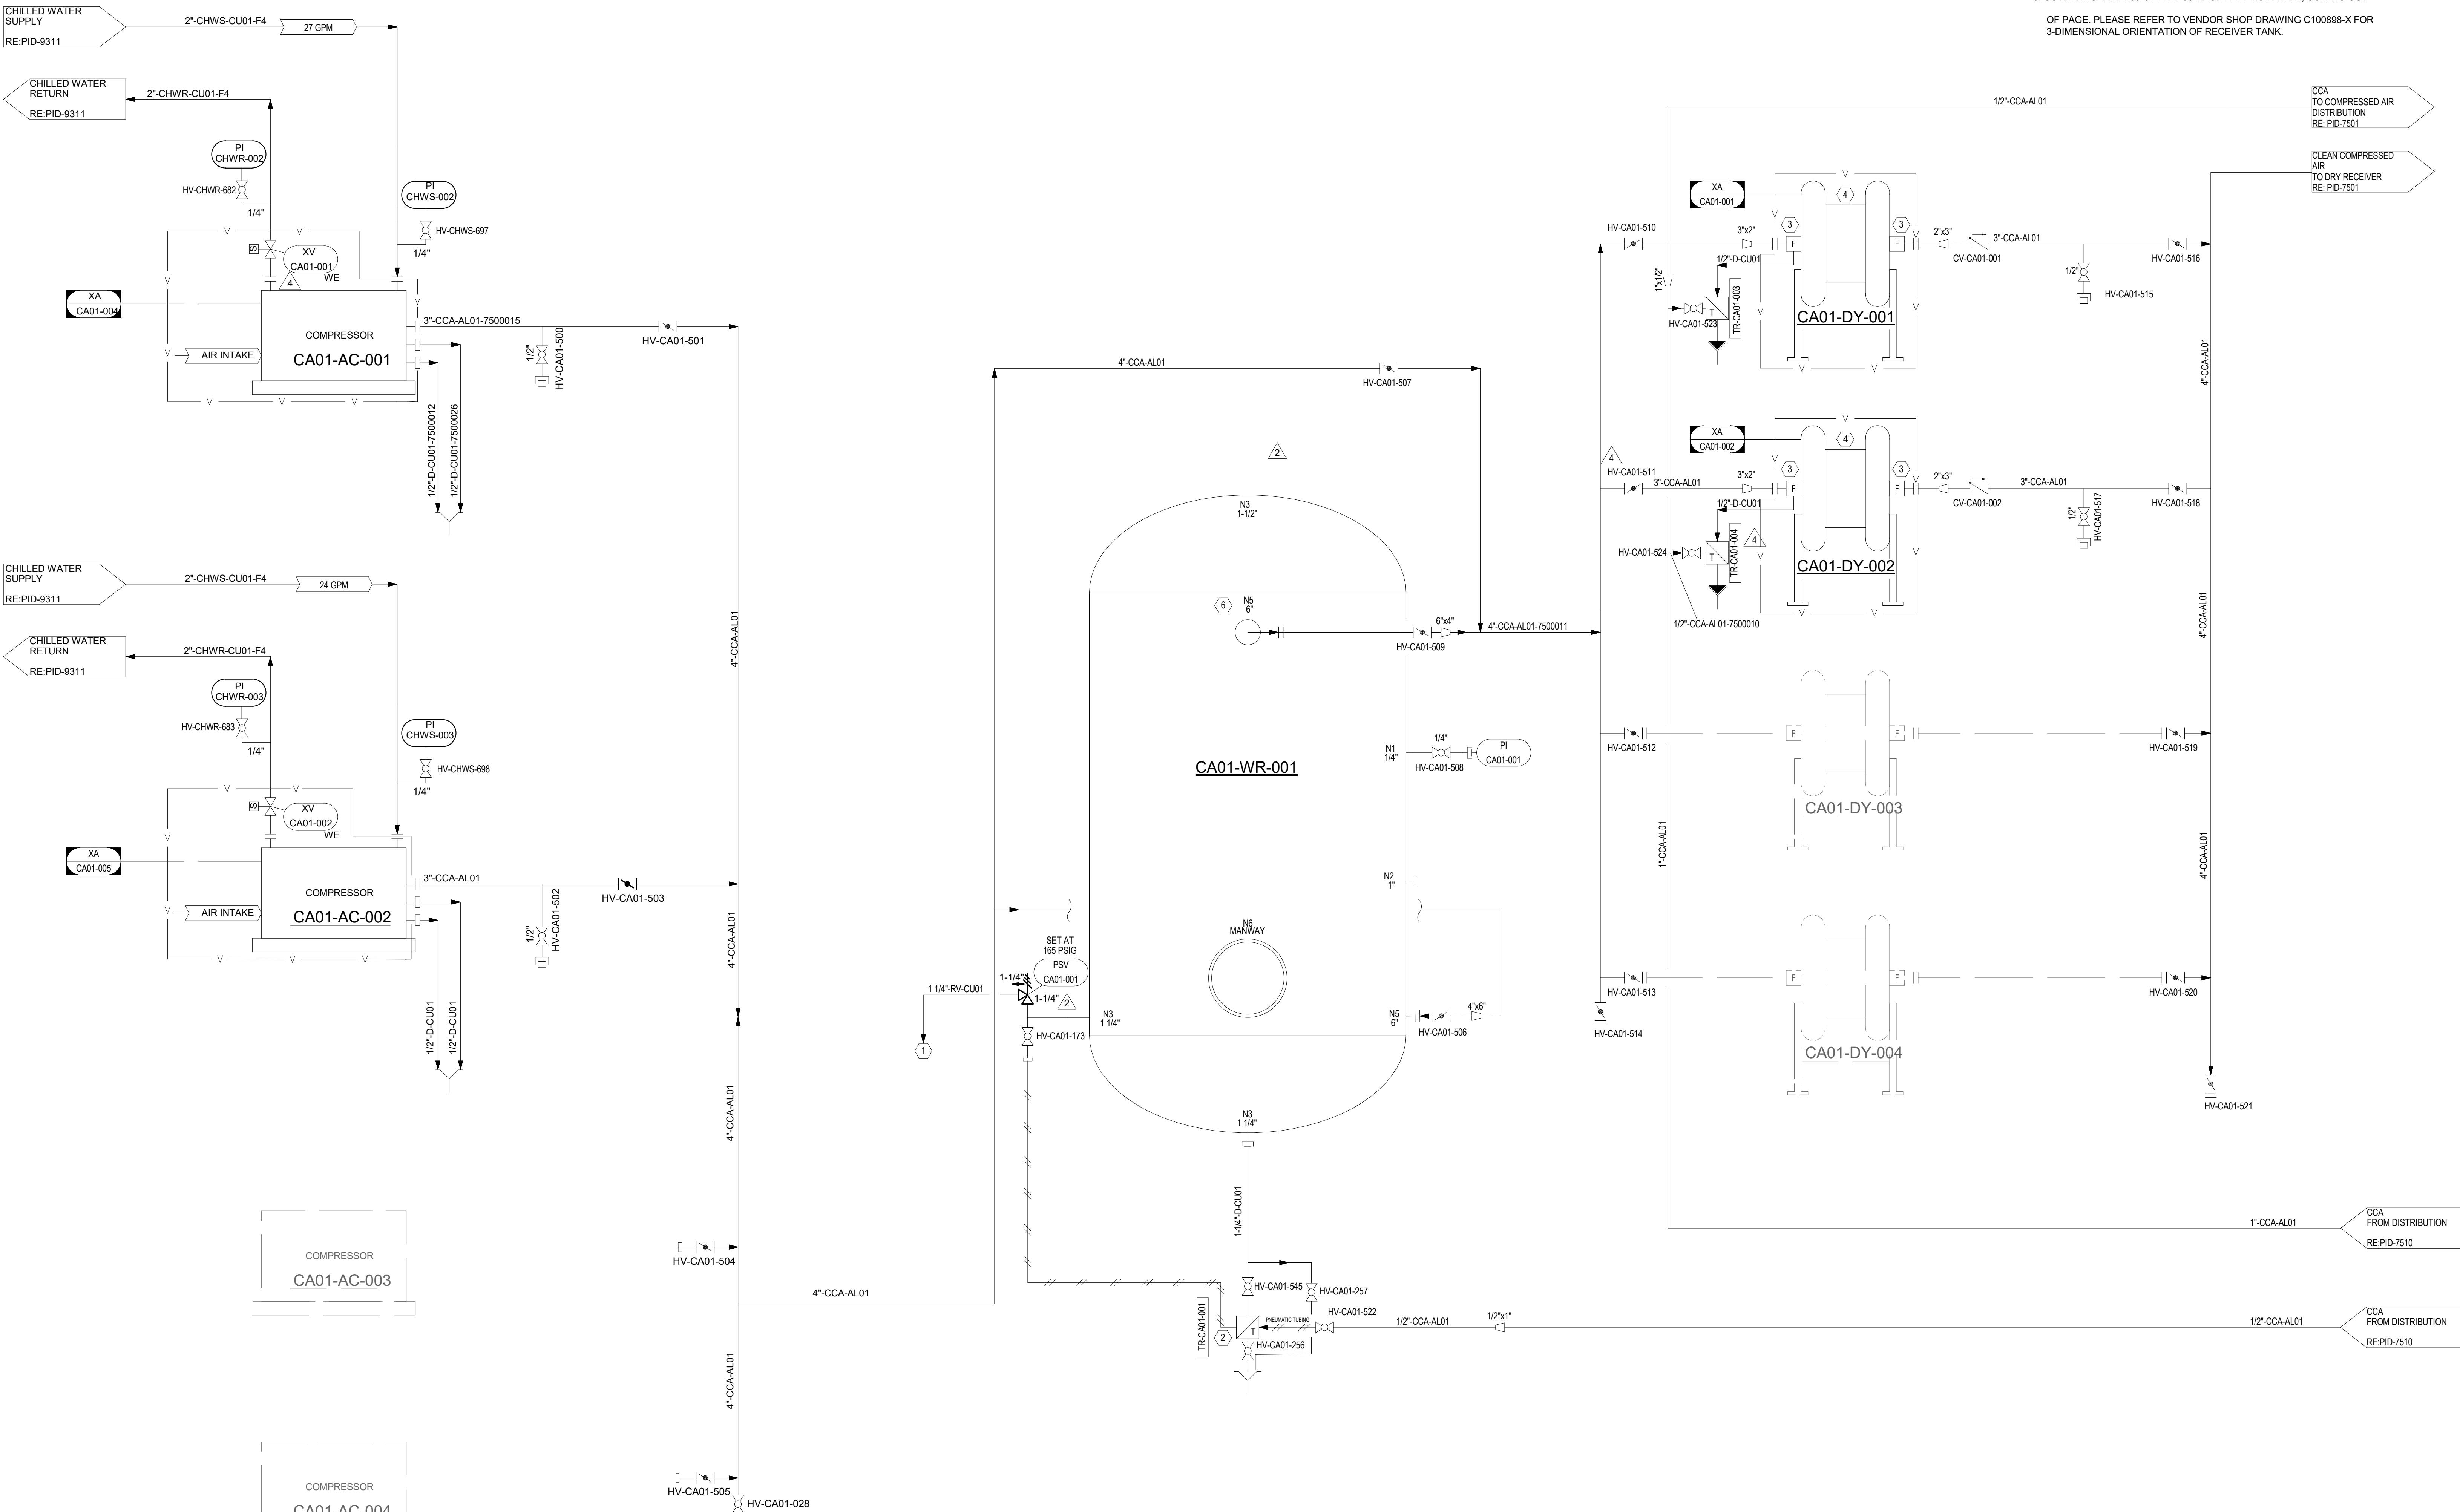 OF PAGE. PLEASE REFER TO VENDOR SHOP DRAWING C100898-X FOR
3-DIMENSIONAL ORIENTATION OF RECEIVER TANK.
CHILLED WATER
SUPPLY
RE:PID-9311
2"-CHWS-CU01-F4
27 GPM
CHILLED WATER
RETURN
RE:PID-9311
2"-CHWR-CU01-F4
PI
CHWR-002
HV-CHWR-682
1/4"
PI
CHWS-002
HV-CHWS-697
1/4"
V
V
S
XV
CA01-001
WE
4
V
V
XA
CA01-004
COMPRESSOR
CA01-AC-001
V
AIR INTAKE
V
V
V
3"-CCA-AL01-7500015
1/2"
HV-CA01-500
HV-CA01-501
1/2"-D-CU01-7500012
1/2"-D-CU01-7500026
CHILLED WATER
SUPPLY
RE:PID-9311
2"-CHWS-CU01-F4
24 GPM
CHILLED WATER
RETURN
RE:PID-9311
2"-CHWR-CU01-F4
PI
CHWR-003
HV-CHWR-683
1/4"
PI
CHWS-003
HV-CHWS-698
1/4"
V
V
S
XV
CA01-002
WE
V
V
XA
CA01-005
COMPRESSOR
CA01-AC-002
V
AIR INTAKE
V
V
V
3"-CCA-AL01
1/2"
HV-CA01-502
HV-CA01-503
1/2"-D-CU01
1/2"-D-CU01
COMPRESSOR
CA01-AC-003
COMPRESSOR
CA01-AC-004
4"-CCA-AL01
4"-CCA-AL01
4"-CCA-AL01
4"-CCA-AL01
HV-CA01-504
HV-CA01-505
HV-CA01-028
4"-CCA-AL01
4"-CCA-AL01
HV-CA01-507
2
N3
1-1/2"
6
N5
6"
6"x4"
HV-CA01-509
4"-CCA-AL01-7500011
CA01-WR-001
N1
1/4"
1/4"
HV-CA01-508
PI
CA01-001
N2
1"
N6
MANWAY
SET AT
165 PSIG
PSV
CA01-001
1-1/4"
1-1/4"
2
1 1/4"-RV-CU01
1
N3
1 1/4"
HV-CA01-173
N5
6"
HV-CA01-506
4"x6"
N3
1 1/4"
1-1/4"-D-CU01
HV-CA01-545
HV-CA01-257
TR-CA01-001
2
T
PNEUMATIC TUBING
HV-CA01-522
HV-CA01-256
1/2"-CCA-AL01
1/2"x1"
1/2"-CCA-AL01
CCA
FROM DISTRIBUTION
RE:PID-7510
1"-CCA-AL01
CCA
FROM DISTRIBUTION
RE:PID-7510
1/2"-CCA-AL01
CCA
TO COMPRESSED AIR
DISTRIBUTION
RE: PID-7501
CLEAN COMPRESSED
AIR
TO DRY RECEIVER
RE: PID-7501
XA
CA01-001
V
4
V
V
HV-CA01-510
3"x2"
3
F
F
3
2"x3"
CV-CA01-001
3"-CCA-AL01
1/2"
HV-CA01-515
HV-CA01-516
1"x1/2"
1/2"-D-CU01
HV-CA01-523
T
TR-CA01-003
V
V
CA01-DY-001
V
V
4"-CCA-AL01
XA
CA01-002
V
4
V
V
4
HV-CA01-511
3"-CCA-AL01
3"x2"
3
F
F
3
2"x3"
CV-CA01-002
3"-CCA-AL01
1/2"
HV-CA01-517
HV-CA01-518
1/2"-D-CU01
HV-CA01-524
T
TR-CA01-004
4
V
V
CA01-DY-002
V
V
1/2"-CCA-AL01-7500010
4"-CCA-AL01
HV-CA01-512
F
F
HV-CA01-519
CA01-DY-003
1"-CCA-AL01
4"-CCA-AL01
HV-CA01-513
F
F
HV-CA01-520
HV-CA01-514
CA01-DY-004
HV-CA01-521